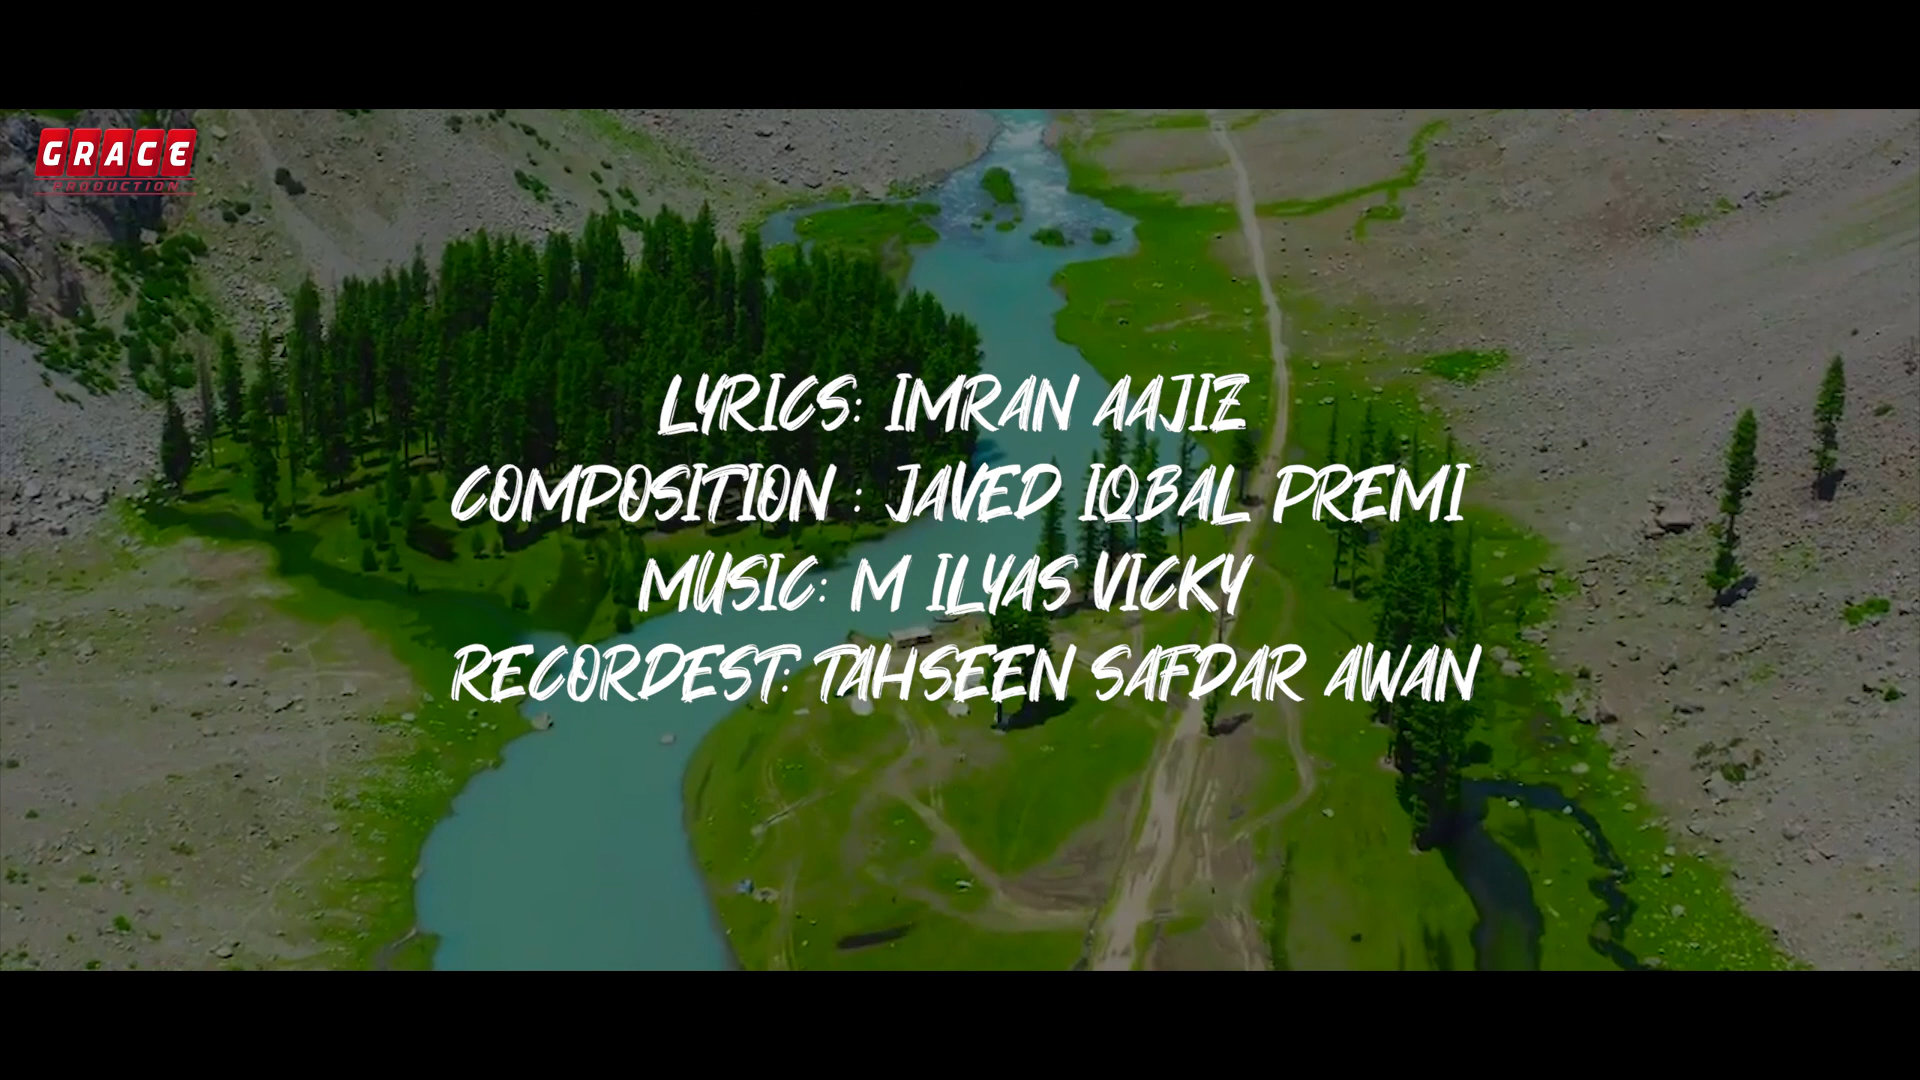 GRACE
PRODUCTION
LYRICS: IMRAN AAJIZ
COMPOSITION : JAVED IQBAL PREMI
MUSIC: M ILYAS VICKY
RECORDEST: TAHSEEN SAFDAR AWAN